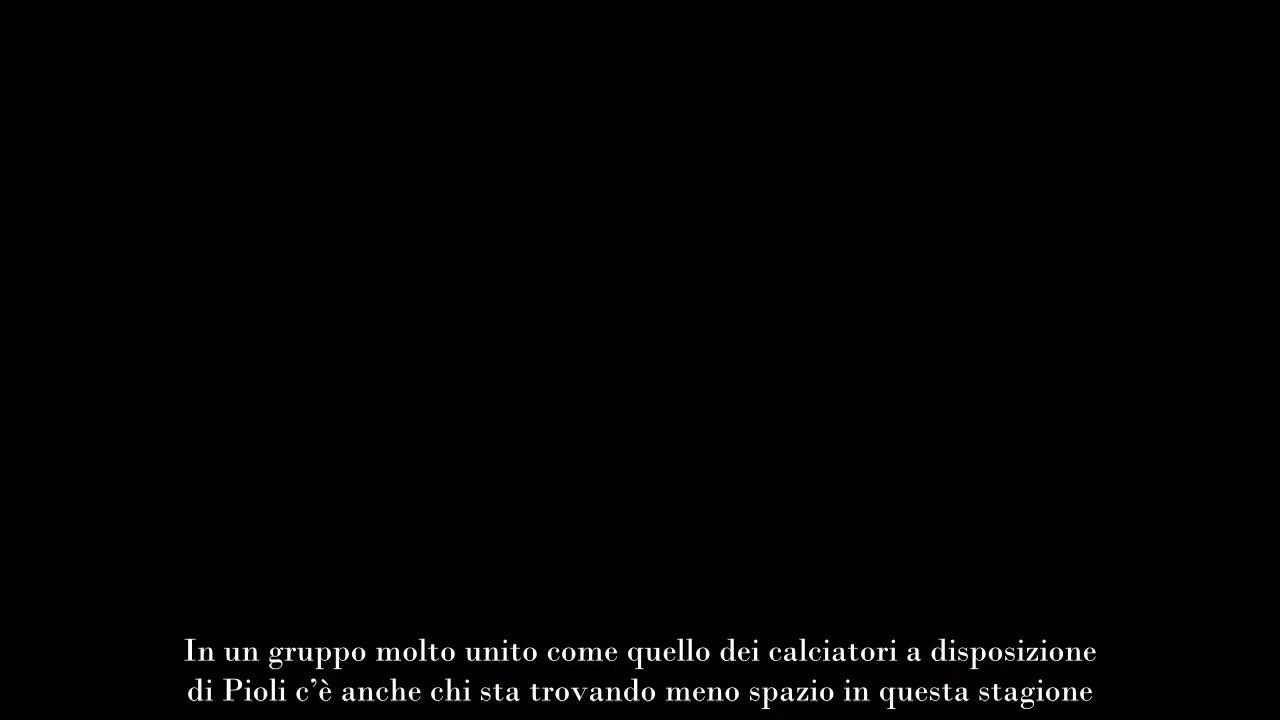 In un gruppo molto unito come quello dei calciatori a disposizione
di Pioli c’è anche chi sta trovando meno spazio in questa stagione